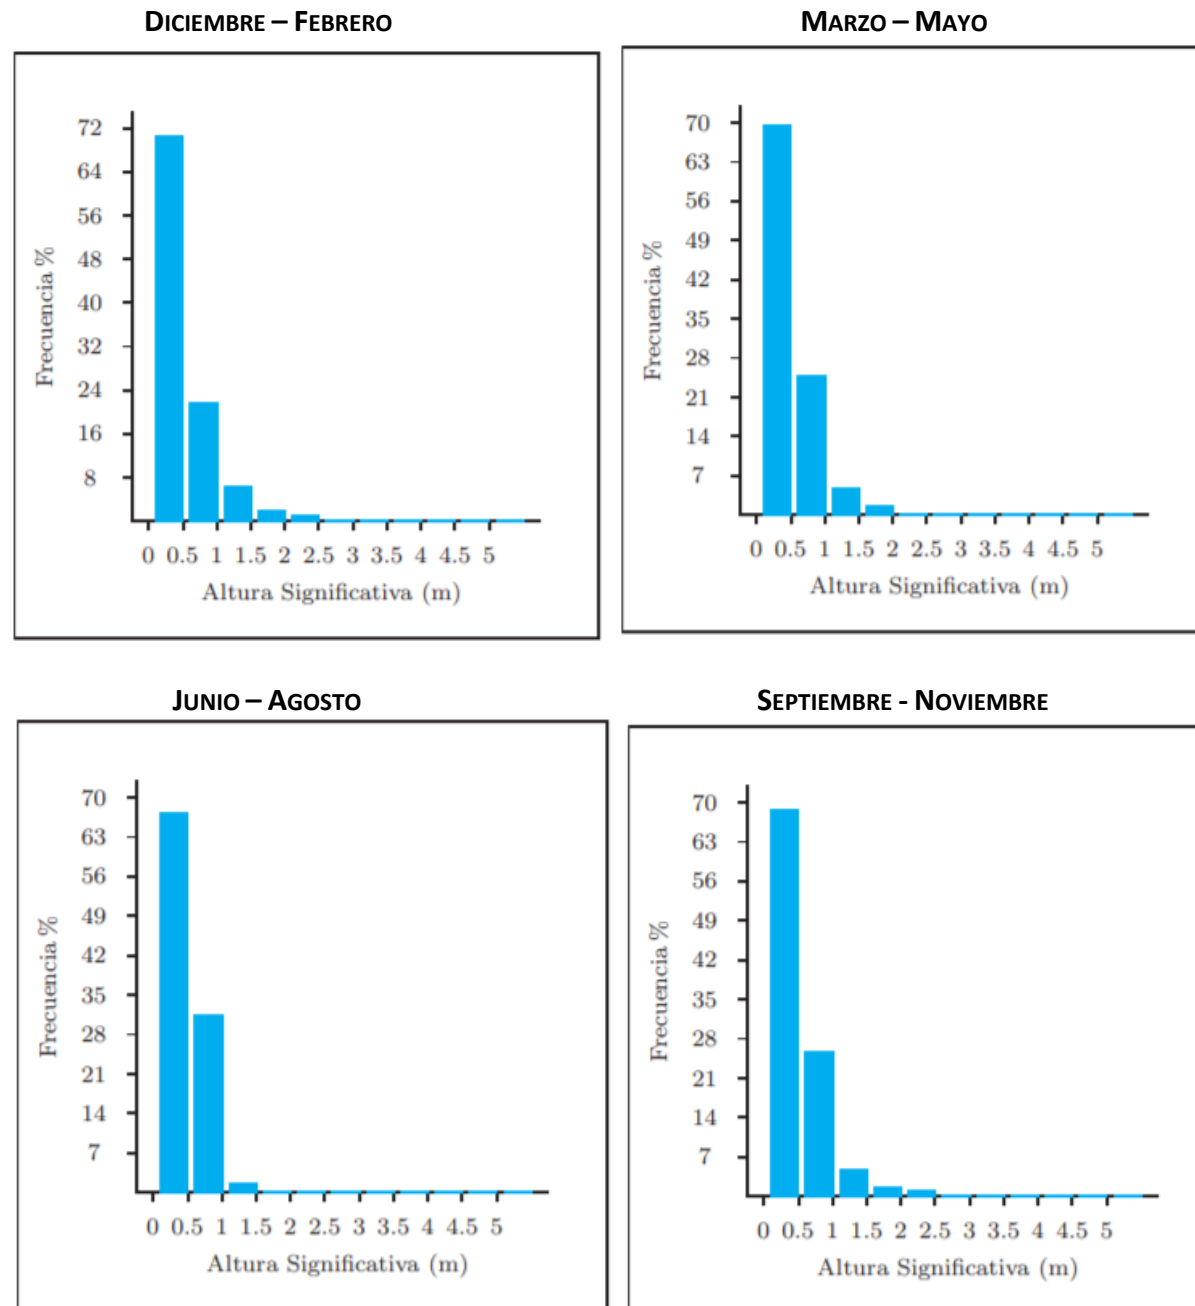 DICIEMBRE – FEBRERO
72
64
56
48
40
32
24
16
8
Frecuencia %
0 0.5 1 1.5 2 2.5 3 3.5 4 4.5 5
Altura Significativa (m)
MARZO – MAYO
70
63
56
49
42
35
28
21
14
7
Frecuencia %
0 0.5 1 1.5 2 2.5 3 3.5 4 4.5 5
Altura Significativa (m)
JUNIO – AGOSTO
70
63
56
49
42
35
28
21
14
7
Frecuencia %
0 0.5 1 1.5 2 2.5 3 3.5 4 4.5 5
Altura Significativa (m)
SEPTIEMBRE - NOVIEMBRE
70
63
56
49
42
35
28
21
14
7
Frecuencia %
0 0.5 1 1.5 2 2.5 3 3.5 4 4.5 5
Altura Significativa (m)